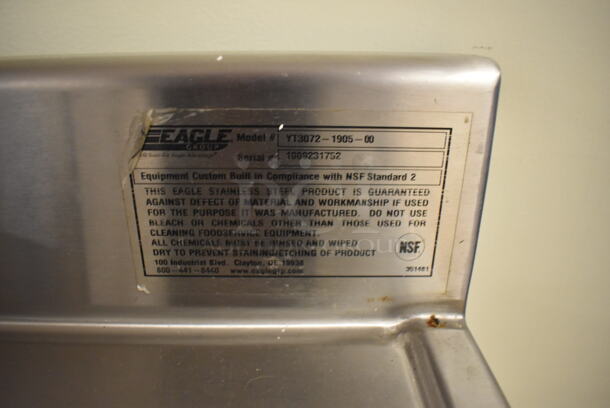 EAGLE Model # YT3072-1905-00
GROUP
Serial # 1009231752
Equipment Custom Built in Compliance with NSF Standard 2
THIS EAGLE STAINLESS STEEL PRODUCT IS GUARANTEED
AGAINST DEFECT OF MATERIAL AND WORKMANSHIP IF USED
FOR THE PURPOSE IT WAS MANUFACTURED. DO NOT USE
BLEACH OR CHEMICALS OTHER THAN THOSE USED FOR
CLEANING FOODSERVICE EQUIPMENT.
ALL CHEMICALS MUST BE RINSED AND WIPED
DRY TO PREVENT STAINING/ETCHING OF PRODUCT
NSF
100 Industrial Blvd. Clayton, DE 19938
800-441-8440 www.eaglegrp.com
351481